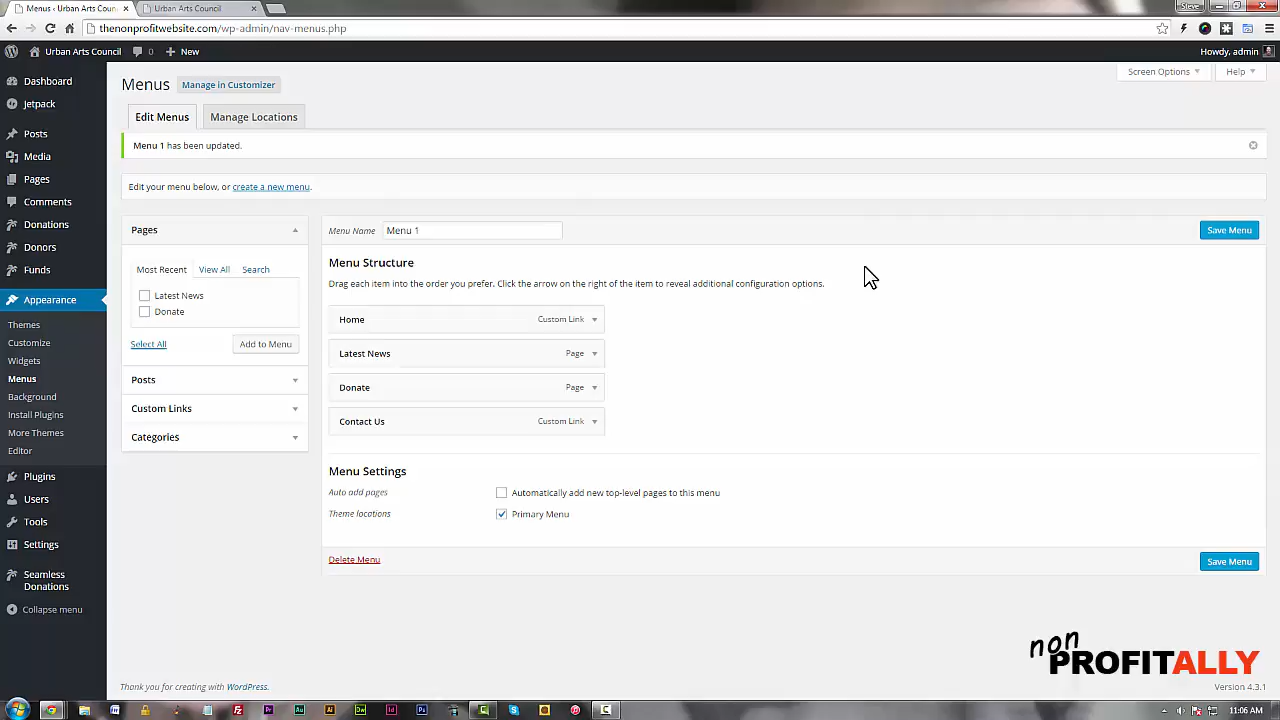 Menus ‹ Urban Arts Counc ×
Urban Arts Council ×
Steve
thenonprofitwebsite.com/wp-admin/nav-menus.php
Urban Arts Council
0
+ New
Howdy, admin
Dashboard
Jetpack
Posts
Media
Pages
Comments
Donations
Donors
Funds
Appearance
Themes
Customize
Widgets
Menus
Background
Install Plugins
More Themes
Editor
Plugins
Users
Tools
Settings
Seamless
Donations
Collapse menu
Screen Options
Help
Menus
Manage in Customizer
Edit Menus
Manage Locations
Menu 1 has been updated.
Edit your menu below, or create a new menu.
Pages
Most Recent
View All
Search
Latest News
Donate
Select All
Add to Menu
Posts
Custom Links
Categories
Menu Name
Menu 1
Save Menu
Menu Structure
Drag each item into the order you prefer. Click the arrow on the right of the item to reveal additional configuration options.
Home
Custom Link
Latest News
Page
Donate
Page
Contact Us
Custom Link
Menu Settings
Auto add pages
Automatically add new top-level pages to this menu
Theme locations
Primary Menu
Delete Menu
Save Menu
non
PROFITALLY
Thank you for creating with WordPress.
Version 4.3.1
Fz
Pr
Au
Ai
Dw
Id
Ps
11:06 AM